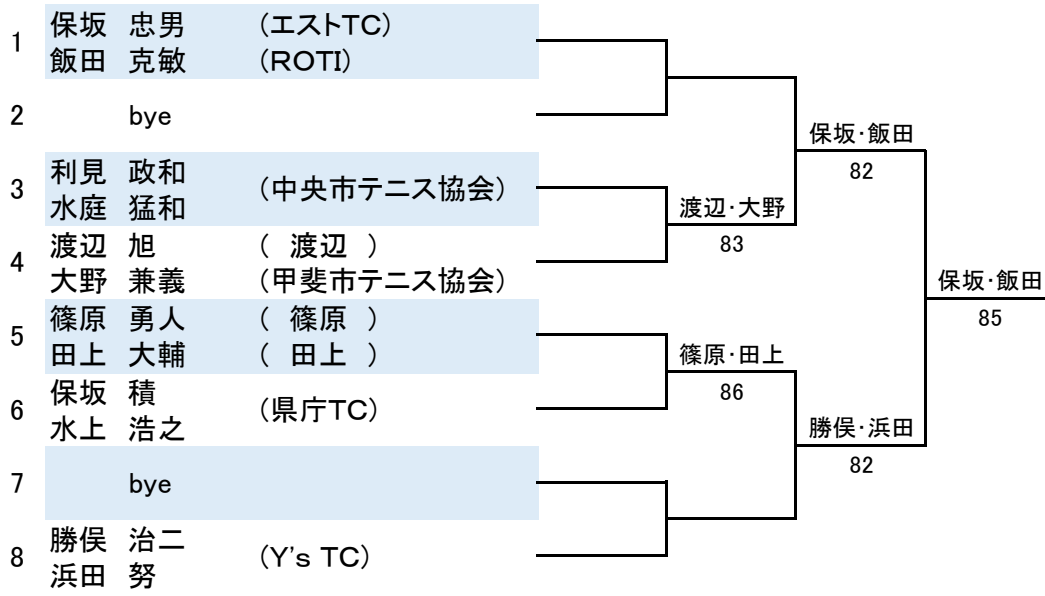 1 保坂 忠男 (エストTC)
飯田 克敏 (ROTI)
2 bye
保坂・飯田
82
3 利見 政和 (中央市テニス協会)
水庭 猛和
渡辺・大野
83
4 渡辺 旭 ( 渡辺 )
大野 兼義 (甲斐市テニス協会)
保坂・飯田
85
5 篠原 勇人 ( 篠原 )
田上 大輔 ( 田上 )
篠原・田上
86
6 保坂 積 (県庁TC)
水上 浩之
勝俣・浜田
82
7 bye
8 勝俣 治二 (Y's TC)
浜田 努